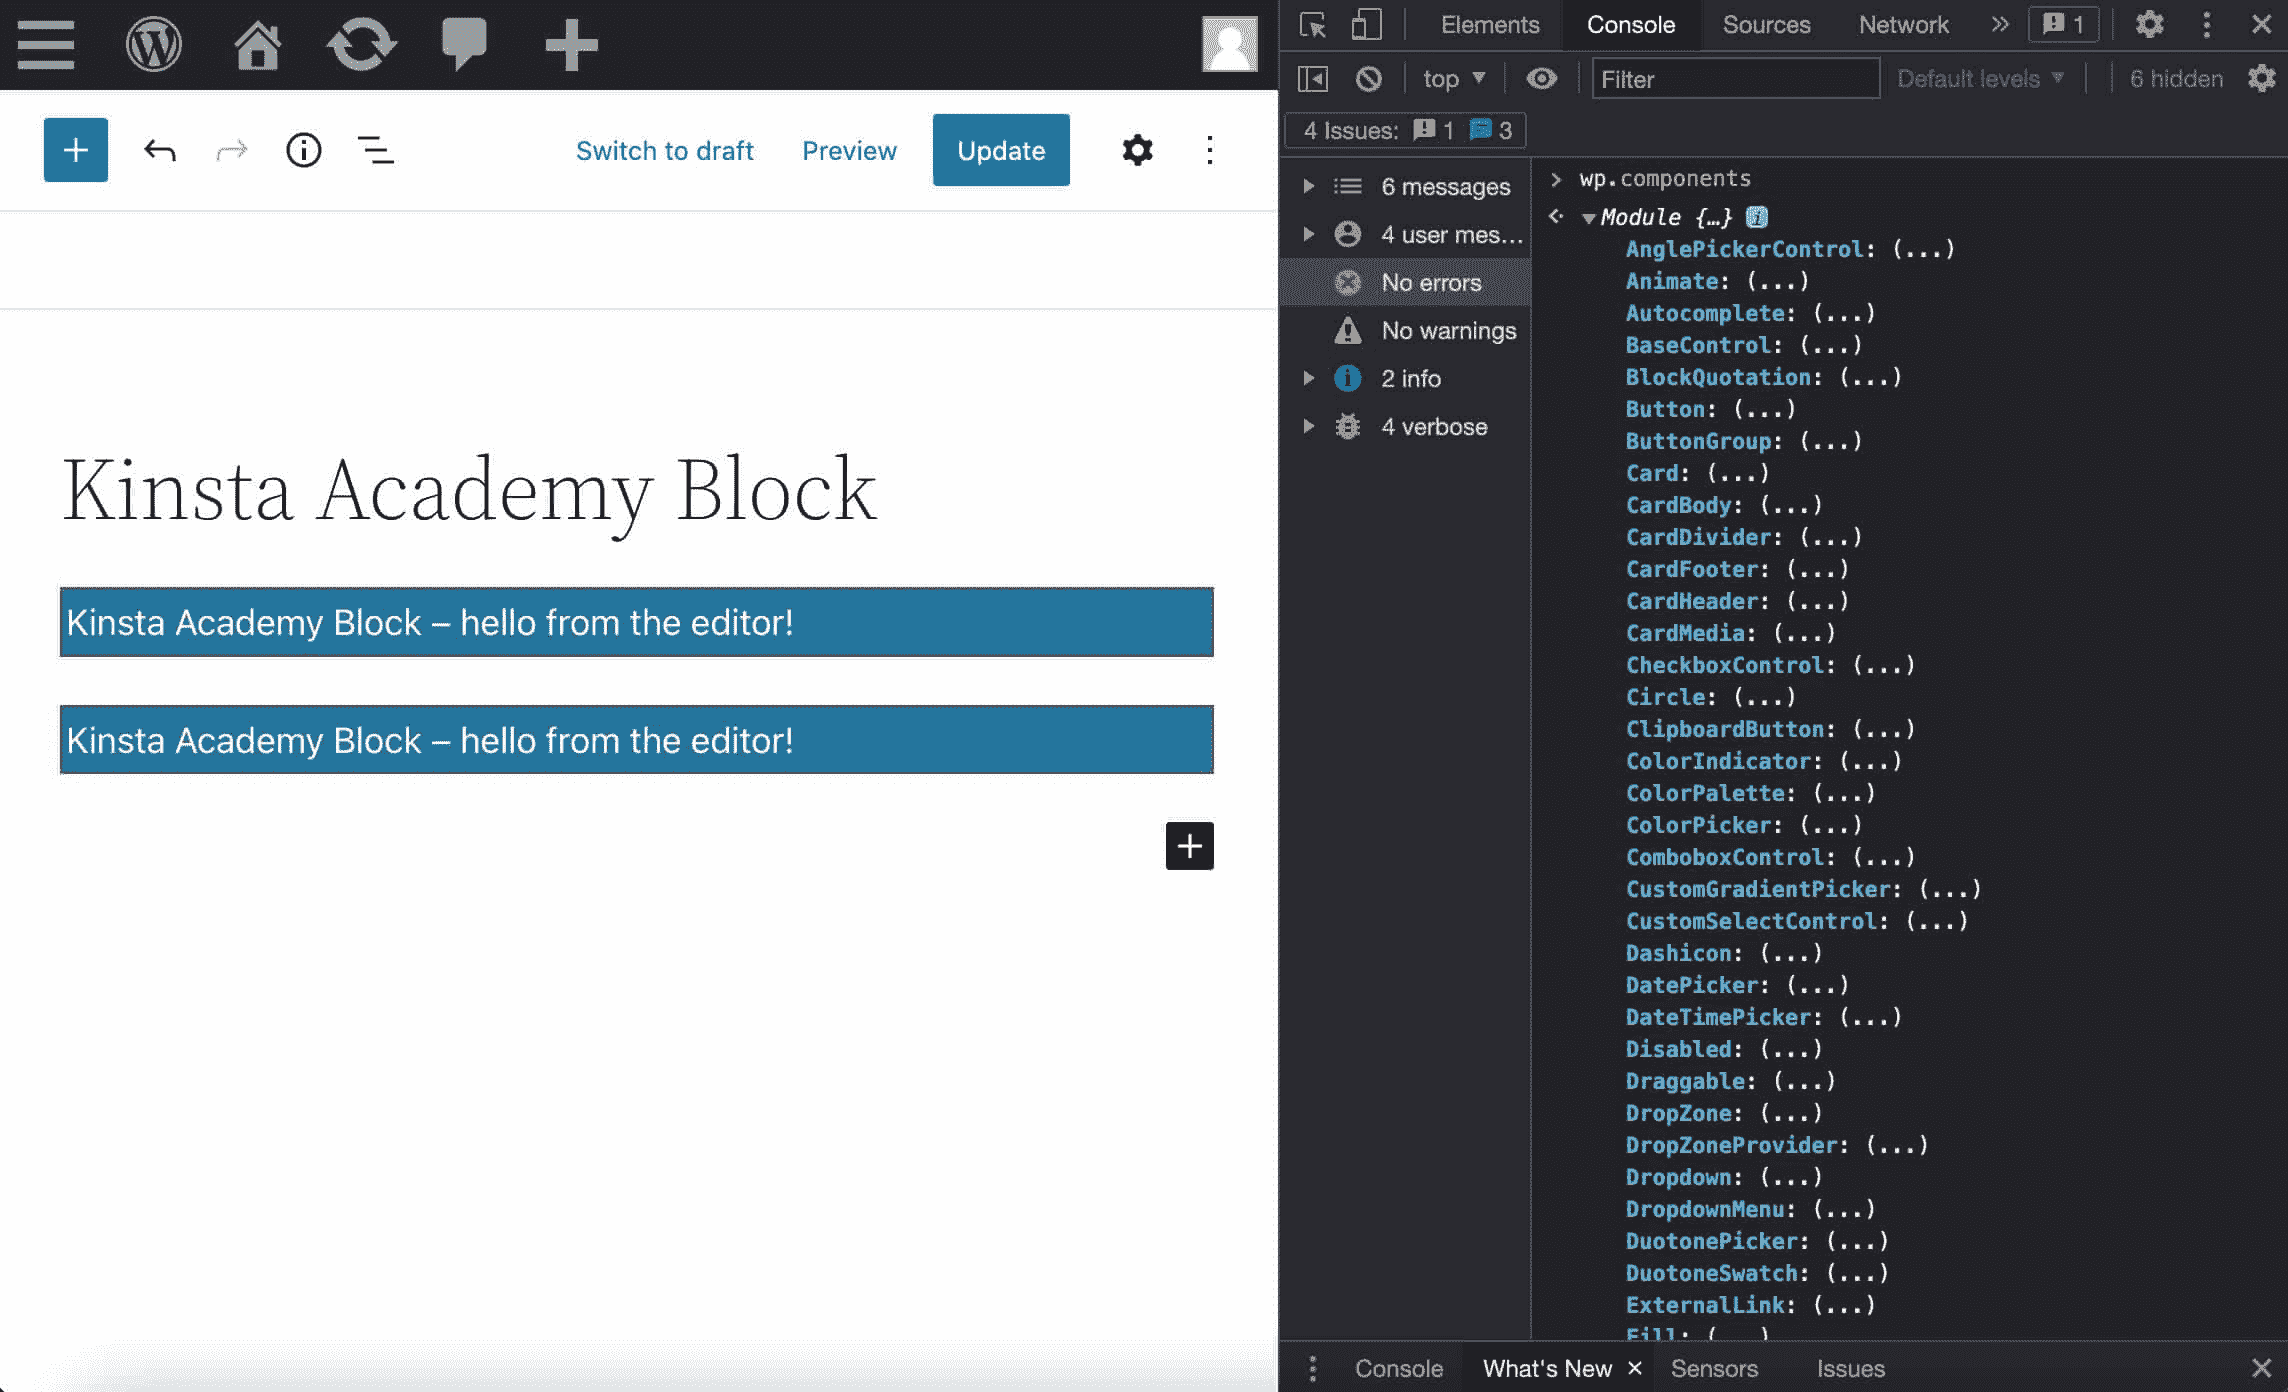 Switch to draft Preview Update
Kinsta Academy Block
Kinsta Academy Block – hello from the editor!
Kinsta Academy Block – hello from the editor!
Elements Console Sources Network » 1
top Filter Default levels 6 hidden
4 Issues: 1 3
6 messages
4 user mes…
No errors
No warnings
2 info
4 verbose
> wp.components
Module {…} i
AnglePickerControl: (...)
Animate: (...)
Autocomplete: (...)
BaseControl: (...)
BlockQuotation: (...)
Button: (...)
ButtonGroup: (...)
Card: (...)
CardBody: (...)
CardDivider: (...)
CardFooter: (...)
CardHeader: (...)
CardMedia: (...)
CheckboxControl: (...)
Circle: (...)
ClipboardButton: (...)
ColorIndicator: (...)
ColorPalette: (...)
ColorPicker: (...)
ComboboxControl: (...)
CustomGradientPicker: (...)
CustomSelectControl: (...)
Dashicon: (...)
DatePicker: (...)
DateTimePicker: (...)
Disabled: (...)
Draggable: (...)
DropZone: (...)
DropZoneProvider: (...)
Dropdown: (...)
DropdownMenu: (...)
DuotonePicker: (...)
DuotoneSwatch: (...)
ExternalLink: (...)
Fill: (...)
Console What's New × Sensors Issues